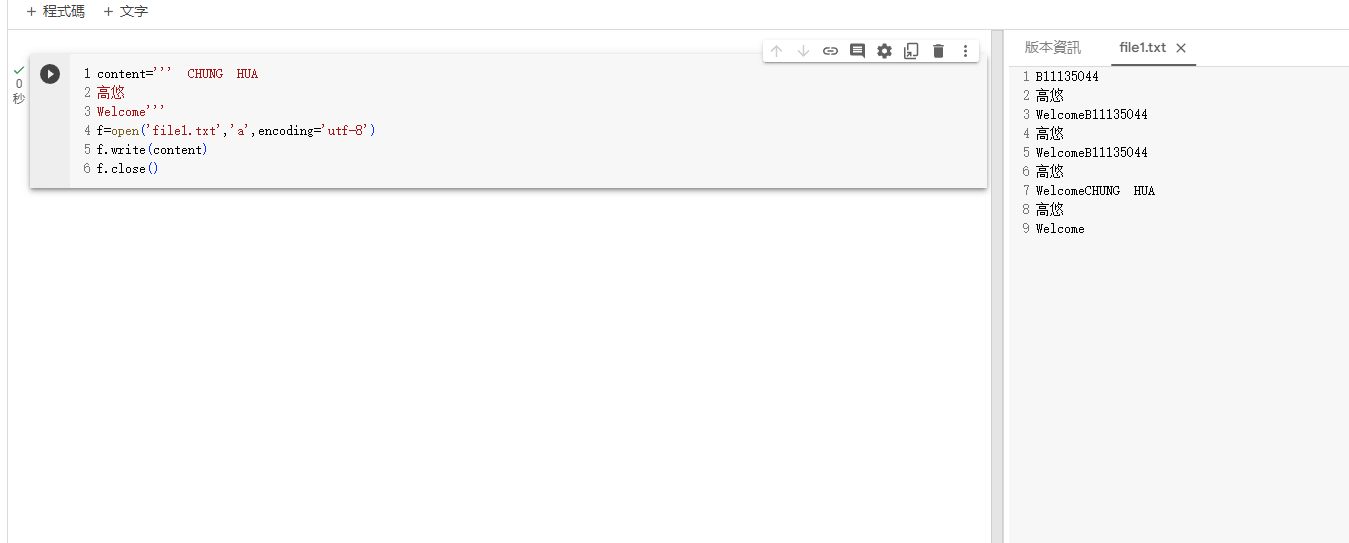 + 程式碼 + 文字
0
秒
1 content='''  CHUNG  HUA
2 高悠
3 Welcome'''
4 f=open('file1.txt','a',encoding='utf-8')
5 f.write(content)
6 f.close()
版本資訊 file1.txt ×
1 B11135044
2 高悠
3 WelcomeB11135044
4 高悠
5 WelcomeB11135044
6 高悠
7 WelcomeCHUNG  HUA
8 高悠
9 Welcome